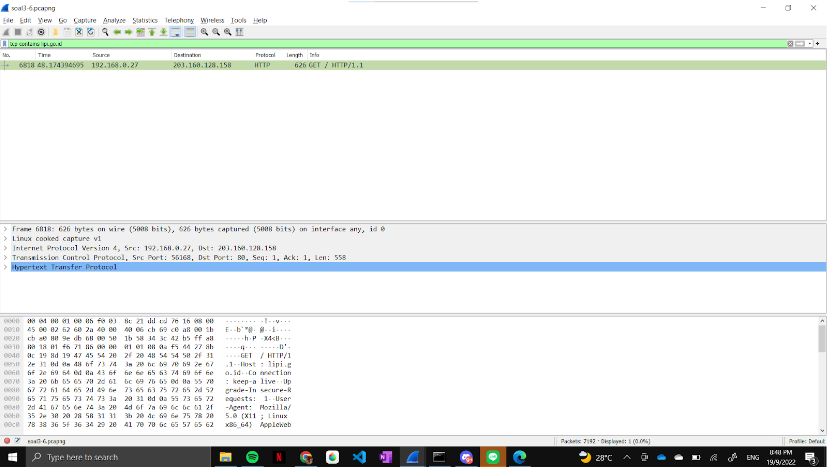 soal3-6.pcapng
File Edit View Go Capture Analyze Statistics Telephony Wireless Tools Help
tcp contains lipi.go.id
No. Time Source Destination Protocol Length Info
6818 48.174394695 192.168.0.27 203.160.128.158 HTTP 626 GET / HTTP/1.1
Frame 6818: 626 bytes on wire (5008 bits), 626 bytes captured (5008 bits) on interface any, id 0
Linux cooked capture v1
Internet Protocol Version 4, Src: 192.168.0.27, Dst: 203.160.128.158
Transmission Control Protocol, Src Port: 56168, Dst Port: 80, Seq: 1, Ack: 1, Len: 558
Hypertext Transfer Protocol
0000 00 04 00 01 00 06
0010 45 00 02 62 60 2a 40 00 40 06 cb 69 c0 a8 00 1b
0020 cb a0 80 9e db 68 00 50 1b 58 34 3c 42 b5 ff a8
0030 80 18 01 f6 71 86 00 00 01 01 08 0a f5 44 27 8b
0040 0c 19 8d 19 47 45 54 20 2f 20 48 54 54 50 2f 31 ····GET / HTTP/1
0050 2e 31 0d 0a 48 6f 73 74 3a 20 6c 69 70 69 2e 67 .1··Host : lipi.g
0060 6f 2e 69 64 0d 0a 43 6f 6e 6e 65 63 74 69 6f 6e o.id··Co nnection
0070 3a 20 6b 65 65 70 2d 61 6c 69 76 65 0d 0a 55 70 : keep-a live··Up
0080 67 72 61 64 65 2d 49 6e 73 65 63 75 72 65 2d 52 grade-In secure-R
0090 65 71 75 65 73 74 73 3a 20 31 0d 0a 55 73 65 72 equests: 1··User
00a0 2d 41 67 65 6e 74 3a 20 4d 6f 7a 69 6c 6c 61 2f -Agent: Mozilla/
00b0 35 2e 30 20 28 58 31 31 3b 20 4c 69 6e 75 78 20 5.0 (X11 ; Linux
00c0 78 38 36 5f 36 34 29 20 41 70 70 6c 65 57 65 62 x86_64) AppleWeb
soal3-6.pcapng Packets: 7192 · Displayed: 1 (0.0%) Profile: Default
Type here to search 28°C ENG 8:48 PM
19/9/2022 3